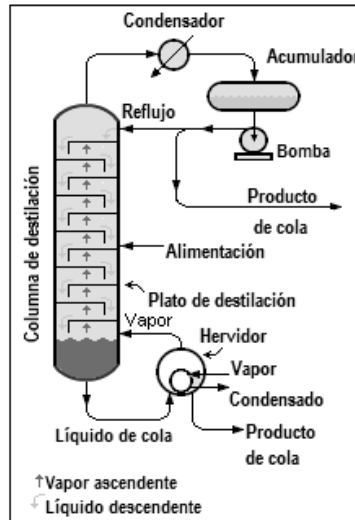 Condensador
Acumulador
Reflujo
Bomba
Producto
de cola
Columna de destilación
Alimentación
Plato de destilación
Vapor
Hervidor
Vapor
Condensado
Líquido de cola
Producto
de cola
Vapor ascendente
Líquido descendente